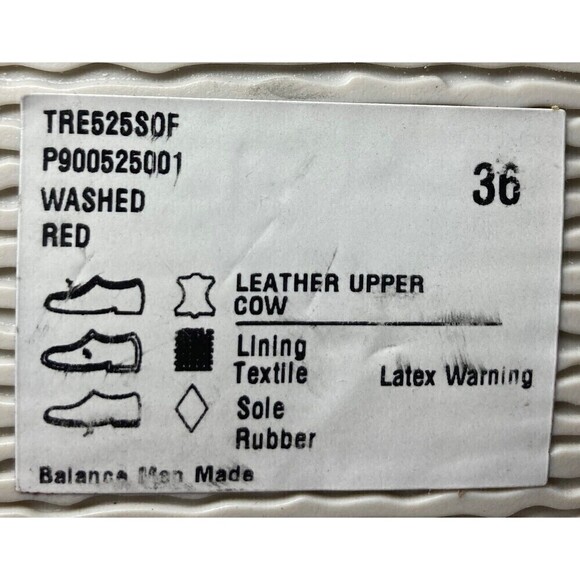 TRE525SOF
P900525001
WASHED
RED
36
LEATHER UPPER
COW
Lining
Textile
Latex Warning
Sole
Rubber
Balance Man Made